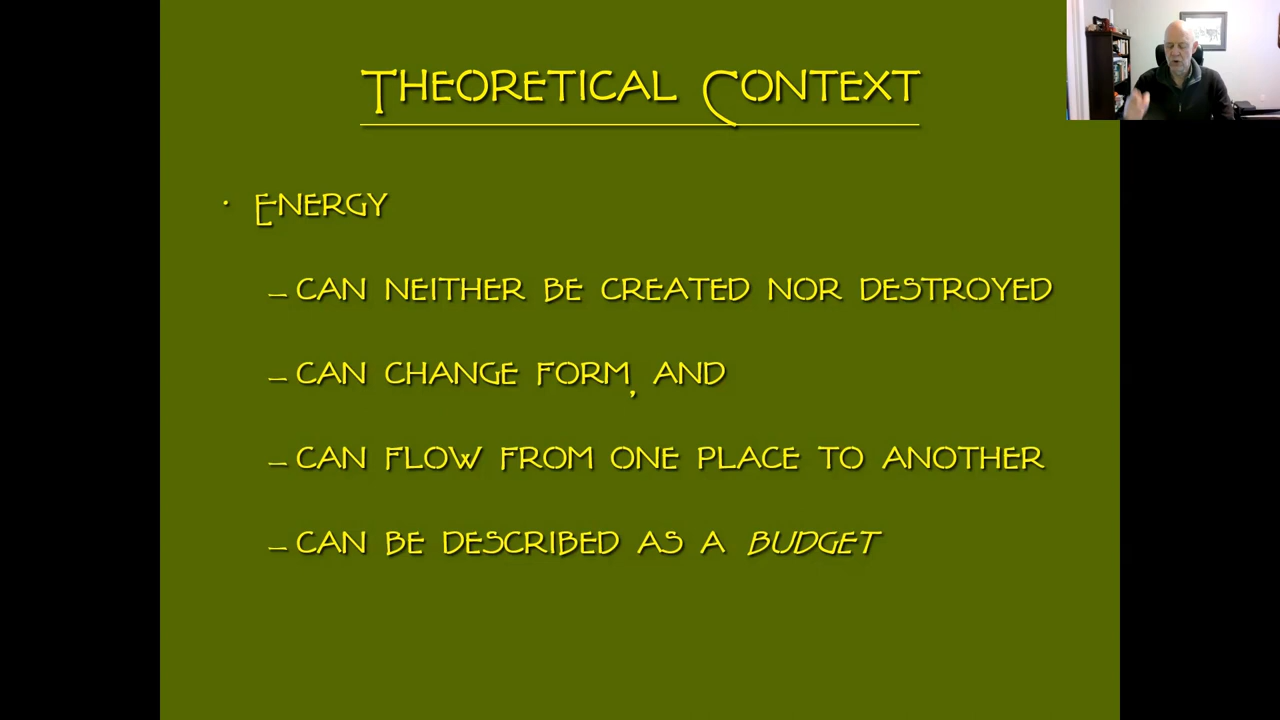 Theoretical Context
• Energy
– can neither be created nor destroyed
– can change form, and
– can flow from one place to another
– can be described as a budget